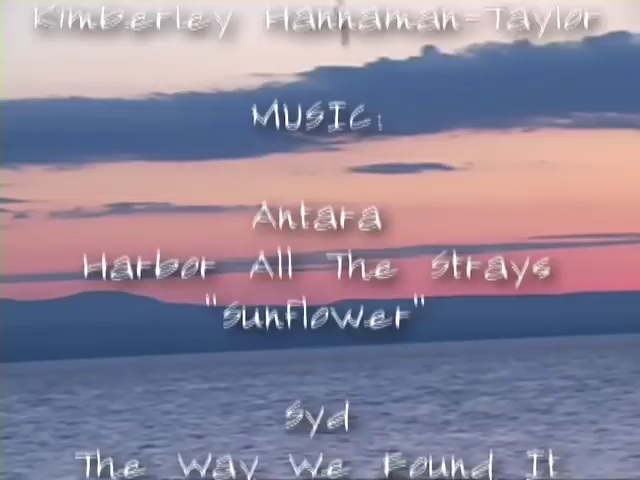 Kimberley Hannaman-Taylor
MUSIC:
Antara
Harbor All The Strays
"Sunflower"
Syd
The Way We Found It